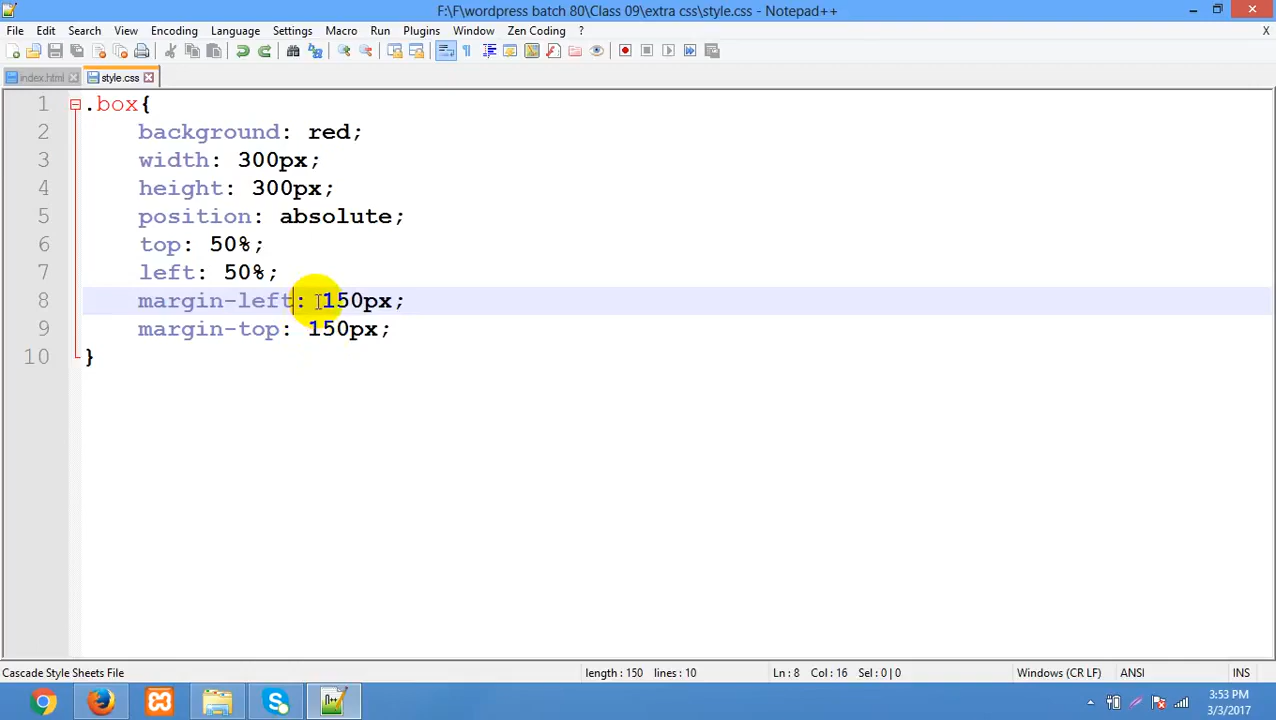 F:\F\wordpress batch 80\Class 09\extra css\style.css - Notepad++
File Edit Search View Encoding Language Settings Macro Run Plugins Window Zen Coding ? X
index.html style.css
1 .box{
2 background: red;
3 width: 300px;
4 height: 300px;
5 position: absolute;
6 top: 50%;
7 left: 50%;
8 margin-left: 150px;
9 margin-top: 150px;
10 }
Cascade Style Sheets File length : 150 lines : 10 Ln : 8 Col : 16 Sel : 0 | 0 Windows (CR LF) ANSI INS
3:53 PM
3/3/2017